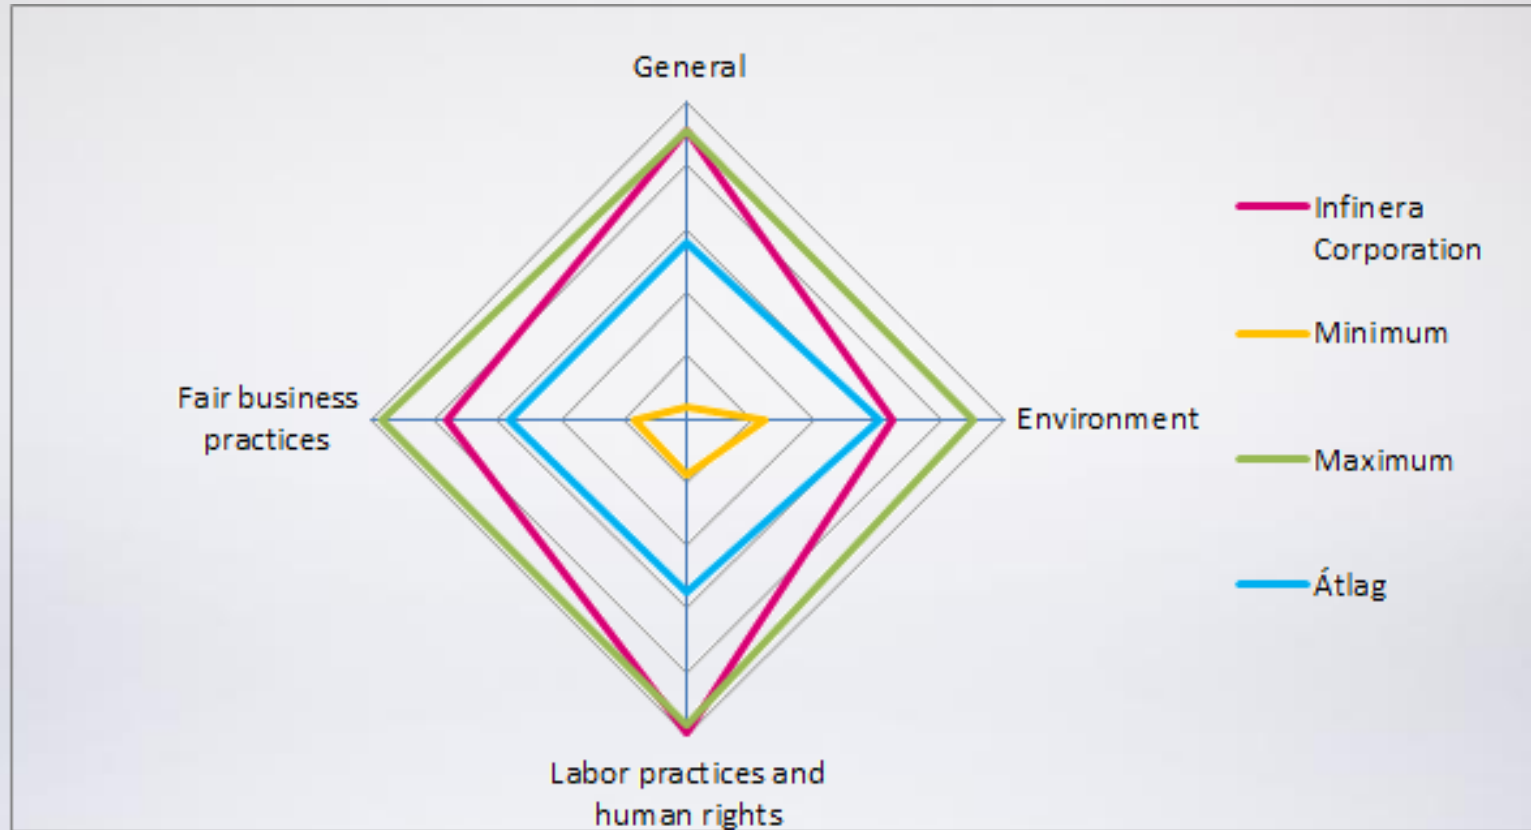 General
Infinera
Corporation
Minimum
Fair business
practices
Environment
Maximum
Átlag
Labor practices and
human rights